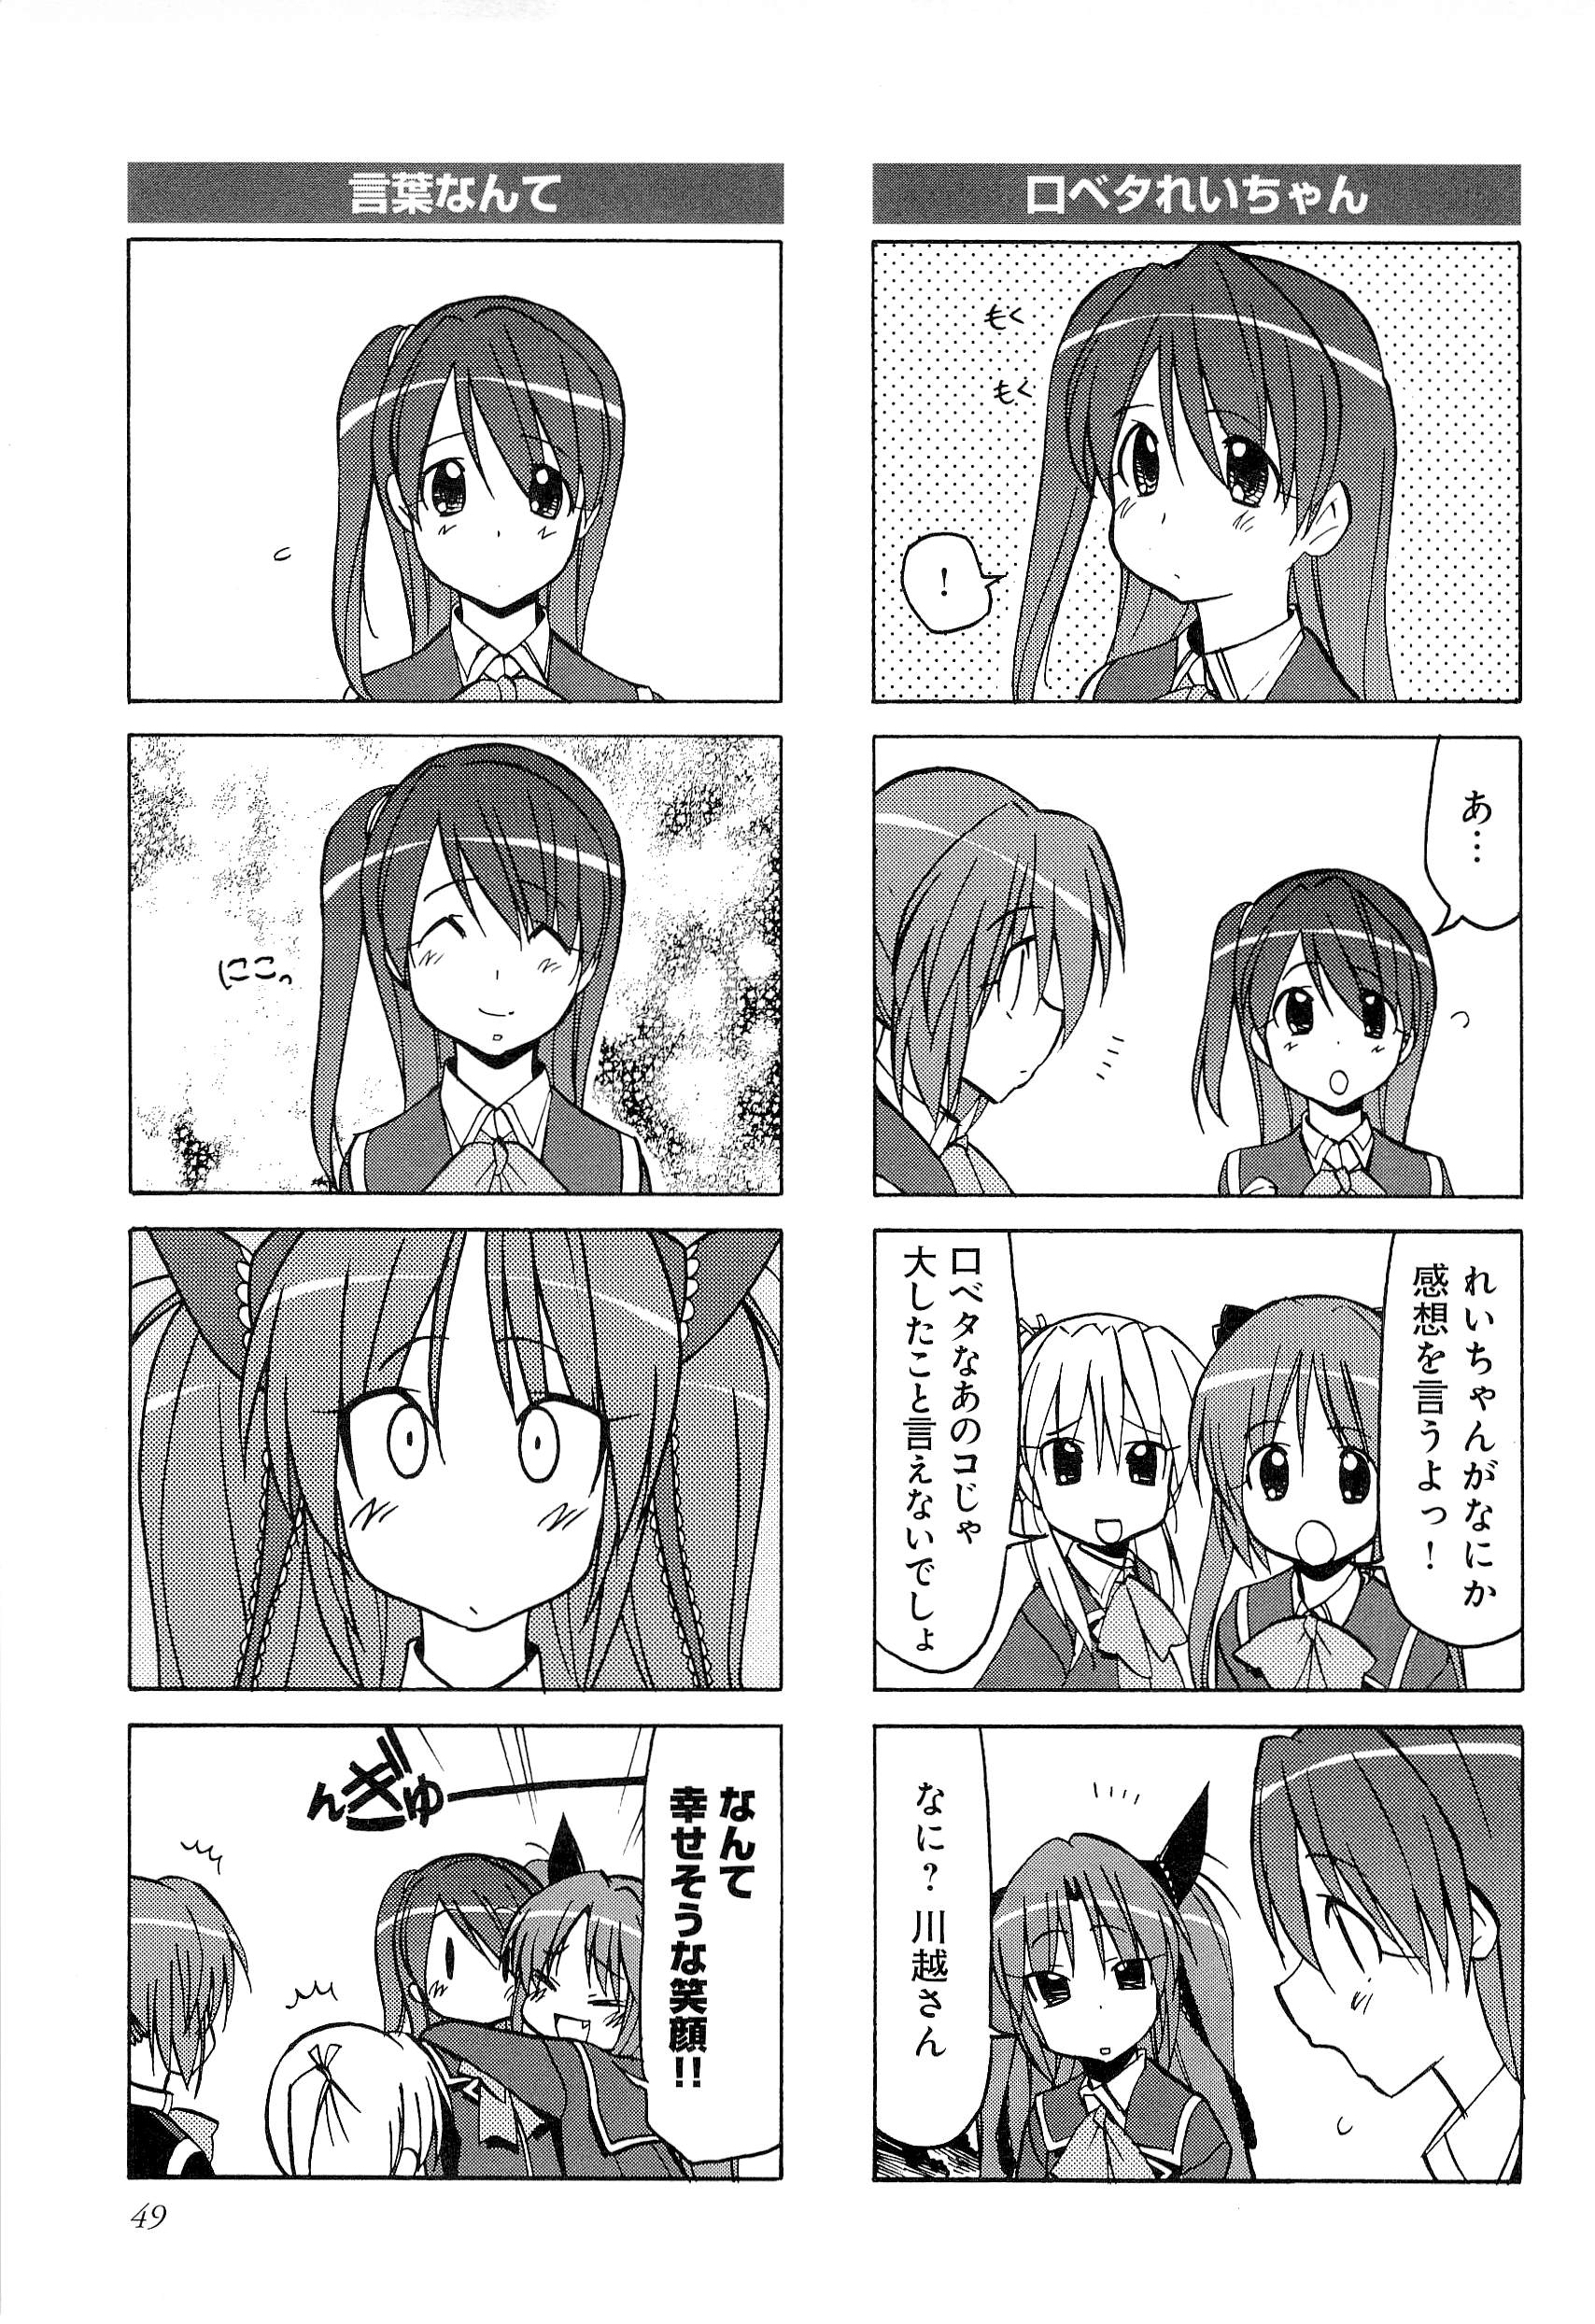 口ベタれいちゃん
もく
もく
！
あ…
れいちゃんがなにか
感想を言うよっ！
口ベタなあのコじゃ
大したこと言えないでしょ
なに？川越さん
言葉なんて
にこっ
なんて
幸せそうな笑顔!!
ぎゅーん
49